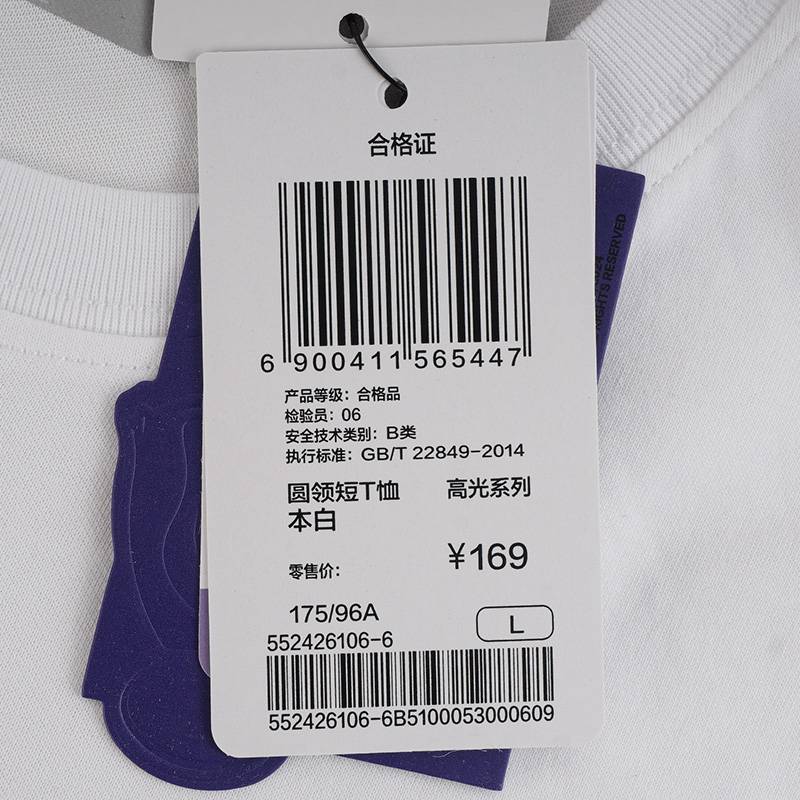 合格证
6 900411 565447
产品等级：合格品
检验员：06
安全技术类别：B类
执行标准：GB/T 22849-2014
圆领短T恤 高光系列
本白
零售价： ¥169
175/96A L
552426106-6
552426106-6B5100053000609
RIGHTS RESERVED